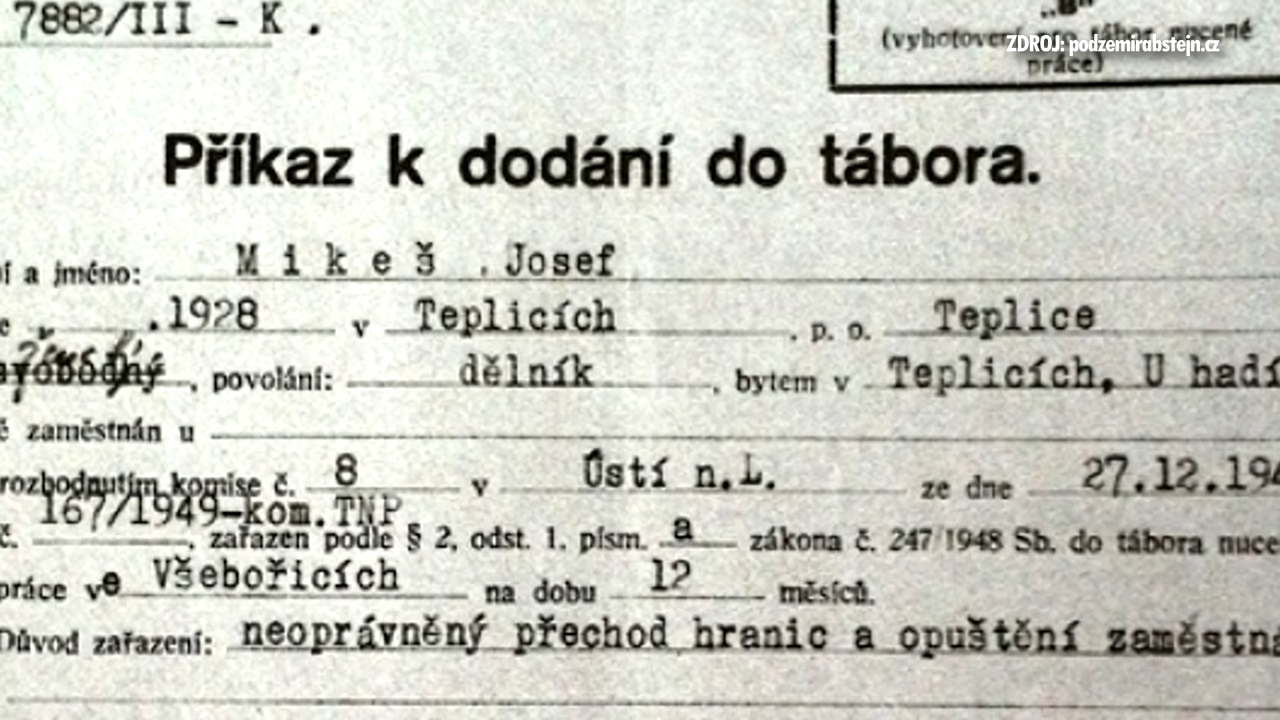 7882/III - K .
„B"
(vyhotovení pro tábor nucené
práce)
ZDROJ: podzemirabstejn.cz
Příkaz k dodání do tábora.
í a jméno: Mikeš , Josef
e .1928 v Teplicích , p. o. Teplice
svobodný , povolání: dělník , bytem v Teplicích, U hadí
ě zaměstnán u
rozhodnutím komise č. 8 v Ústí n.L. ze dne 27.12.194
167/1949-kom.TNP
č. , zařazen podle § 2, odst. 1, písm. a zákona č. 247/1948 Sb. do tábora nuce
práce ve Všebořicích na dobu 12 měsíců.
Důvod zařazení: neoprávněný přechod hranic a opuštění zaměstna